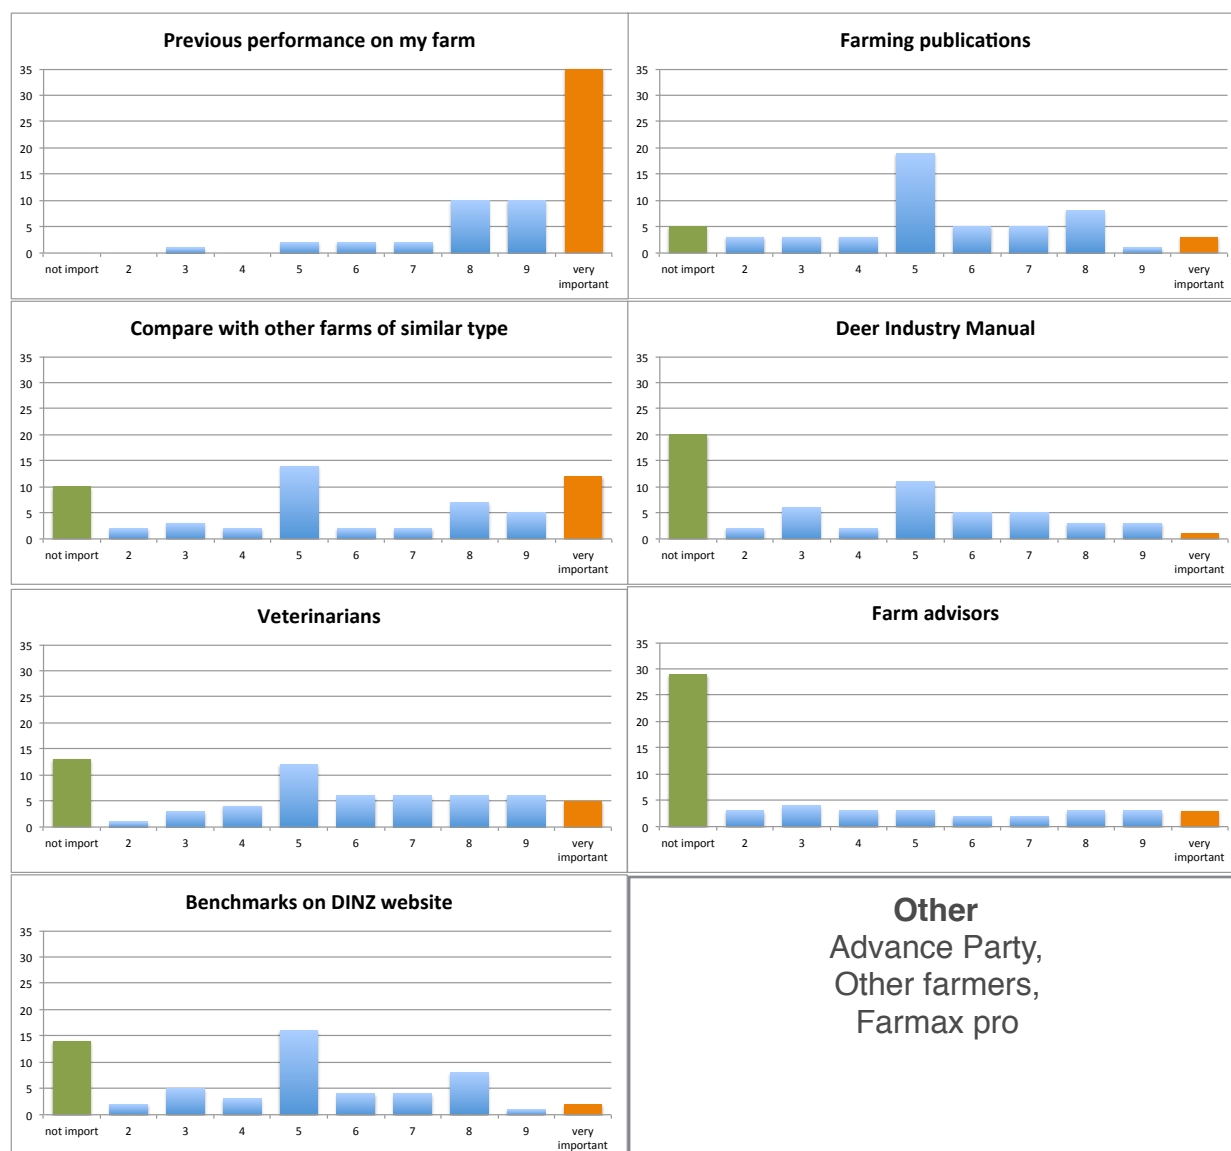 Previous performance on my farm
35
30
25
20
15
10
5
0
not import 2 3 4 5 6 7 8 9 very
important
Farming publications
35
30
25
20
15
10
5
0
not import 2 3 4 5 6 7 8 9 very
important
Compare with other farms of similar type
35
30
25
20
15
10
5
0
not import 2 3 4 5 6 7 8 9 very
important
Deer Industry Manual
35
30
25
20
15
10
5
0
not import 2 3 4 5 6 7 8 9 very
important
Veterinarians
35
30
25
20
15
10
5
0
not import 2 3 4 5 6 7 8 9 very
important
Farm advisors
35
30
25
20
15
10
5
0
not import 2 3 4 5 6 7 8 9 very
important
Benchmarks on DINZ website
35
30
25
20
15
10
5
0
not import 2 3 4 5 6 7 8 9 very
important
Other
Advance Party,
Other farmers,
Farmax pro